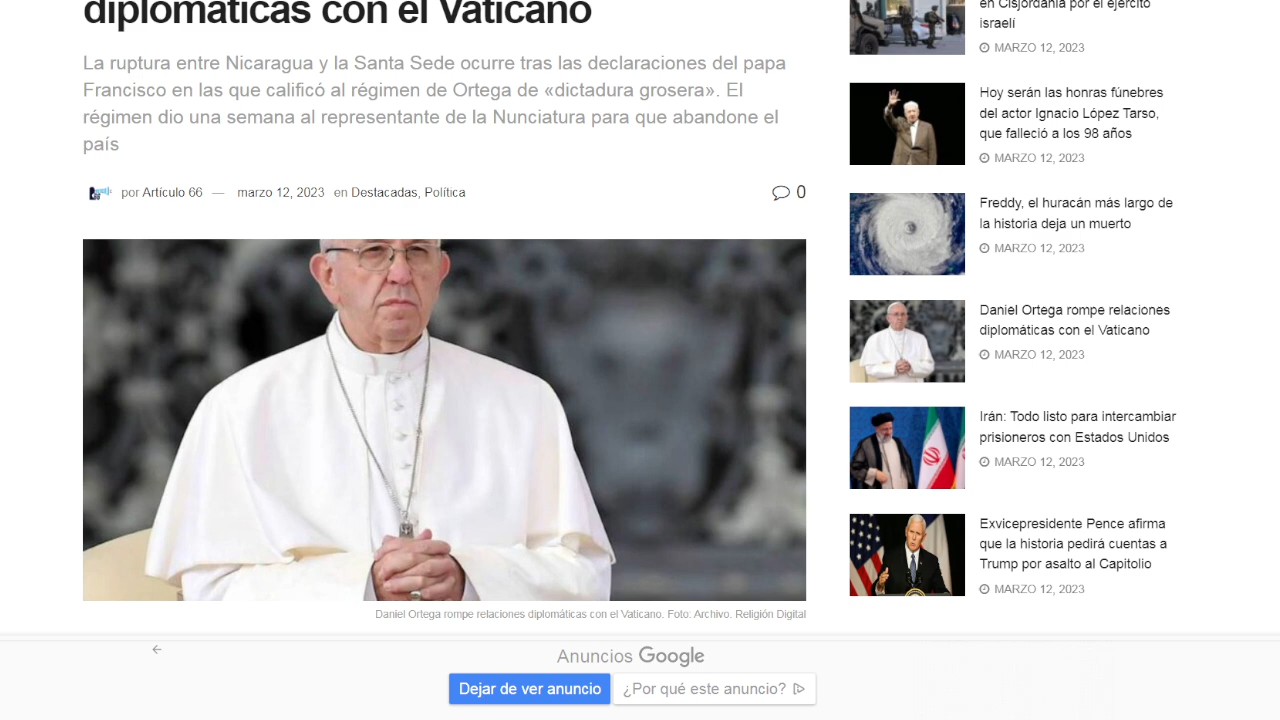 diplomáticas con el Vaticano
La ruptura entre Nicaragua y la Santa Sede ocurre tras las declaraciones del papa
Francisco en las que calificó al régimen de Ortega de «dictadura grosera». El
régimen dio una semana al representante de la Nunciatura para que abandone el
país
por Artículo 66 — marzo 12, 2023 en Destacadas, Política
0
Daniel Ortega rompe relaciones diplomáticas con el Vaticano. Foto: Archivo. Religión Digital
en Cisjordania por el ejército
israelí
MARZO 12, 2023
Hoy serán las honras fúnebres
del actor Ignacio López Tarso,
que falleció a los 98 años
MARZO 12, 2023
Freddy, el huracán más largo de
la historia deja un muerto
MARZO 12, 2023
Daniel Ortega rompe relaciones
diplomáticas con el Vaticano
MARZO 12, 2023
Irán: Todo listo para intercambiar
prisioneros con Estados Unidos
MARZO 12, 2023
Exvicepresidente Pence afirma
que la historia pedirá cuentas a
Trump por asalto al Capitolio
MARZO 12, 2023
Anuncios Google
Dejar de ver anuncio ¿Por qué este anuncio?